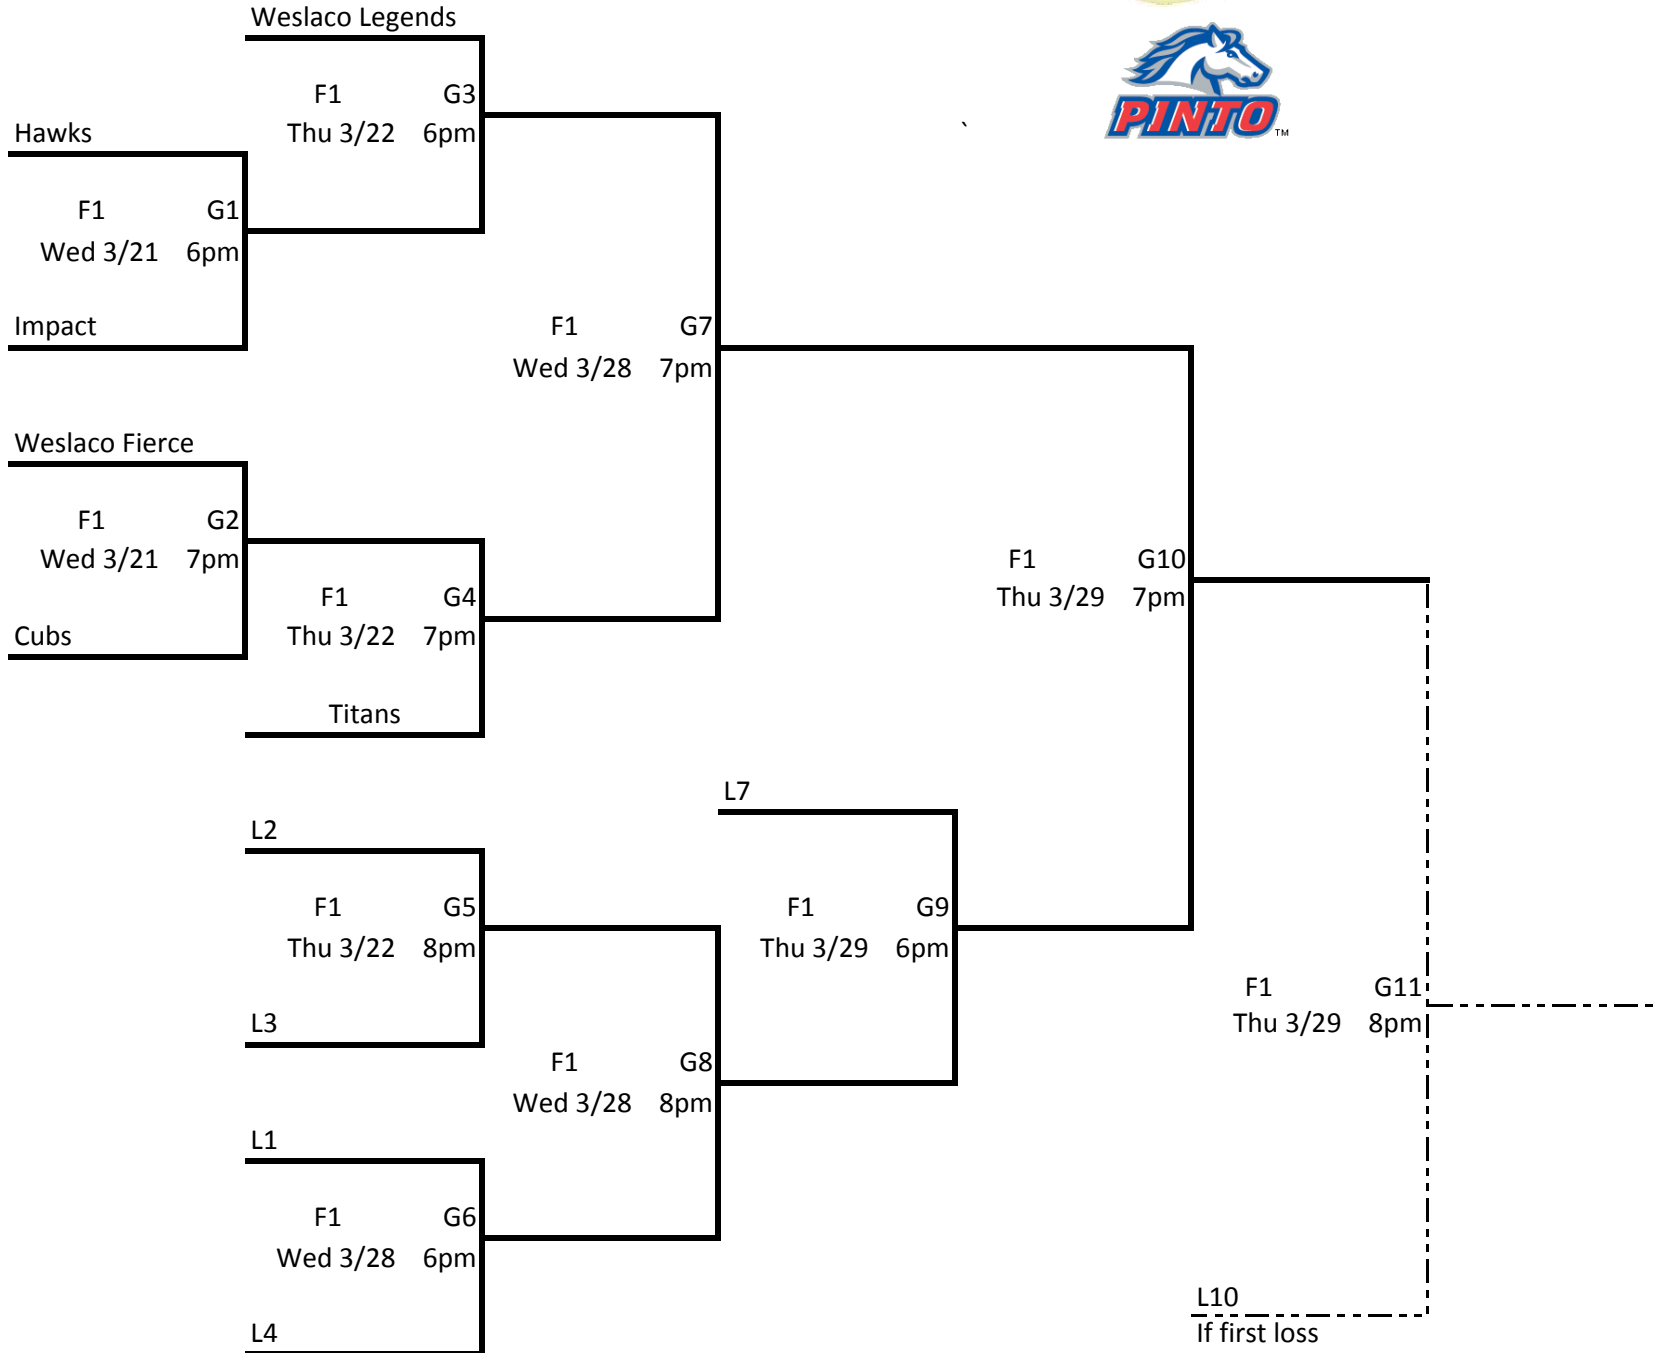 Weslaco Legends
F1 G3
Thu 3/22 6pm
`
PINTO TM
Hawks
F1 G1
Wed 3/21 6pm
Impact
F1 G7
Wed 3/28 7pm
Weslaco Fierce
F1 G2
Wed 3/21 7pm
Cubs
F1 G4
Thu 3/22 7pm
Titans
F1 G10
Thu 3/29 7pm
L7
L2
F1 G5
Thu 3/22 8pm
L3
F1 G9
Thu 3/29 6pm
F1 G8
Wed 3/28 8pm
F1 G11
Thu 3/29 8pm
L1
F1 G6
Wed 3/28 6pm
L4
L10
If first loss